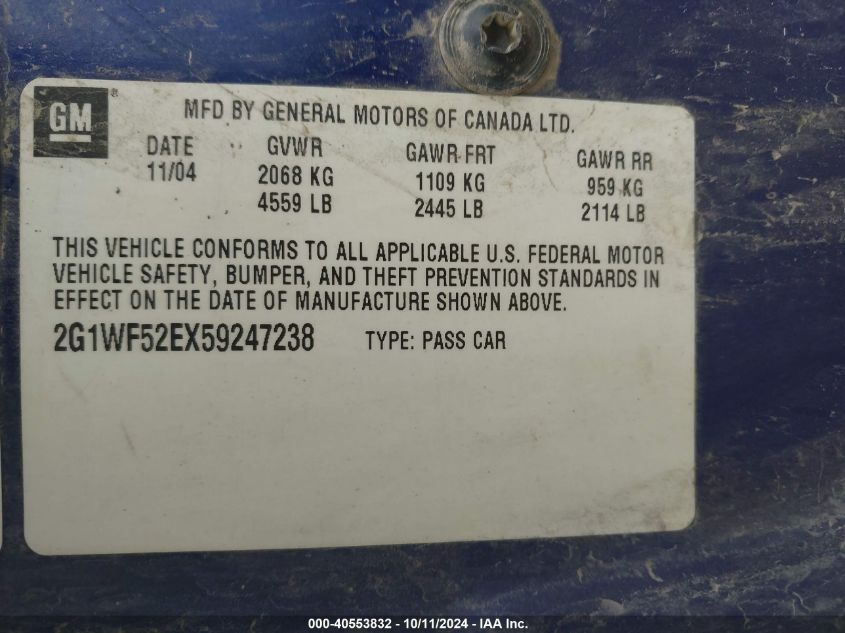 GM®
MFD BY GENERAL MOTORS OF CANADA LTD.
DATE GVWR GAWR FRT GAWR RR
11/04 2068 KG 1109 KG 959 KG
4559 LB 2445 LB 2114 LB
THIS VEHICLE CONFORMS TO ALL APPLICABLE U.S. FEDERAL MOTOR
VEHICLE SAFETY, BUMPER, AND THEFT PREVENTION STANDARDS IN
EFFECT ON THE DATE OF MANUFACTURE SHOWN ABOVE.
2G1WF52EX59247238 TYPE: PASS CAR
000-40553832 - 10/11/2024 - IAA Inc.